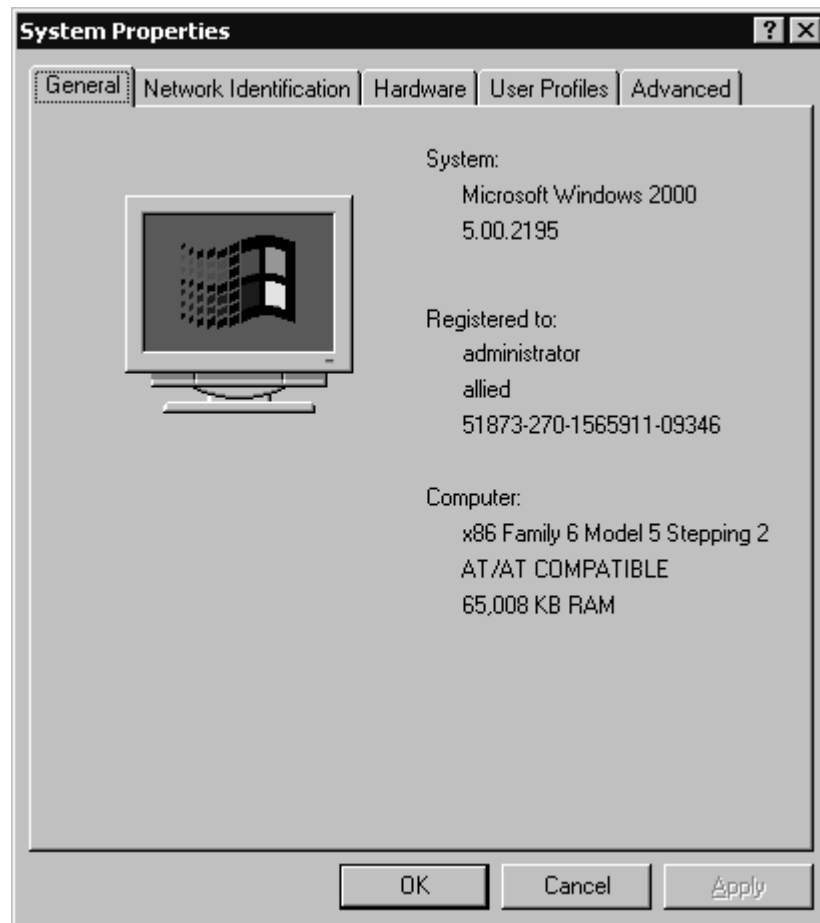 System Properties
General Network Identification Hardware User Profiles Advanced
System:
Microsoft Windows 2000
5.00.2195
Registered to:
administrator
allied
51873-270-1565911-09346
Computer:
x86 Family 6 Model 5 Stepping 2
AT/AT COMPATIBLE
65,008 KB RAM
OK Cancel Apply